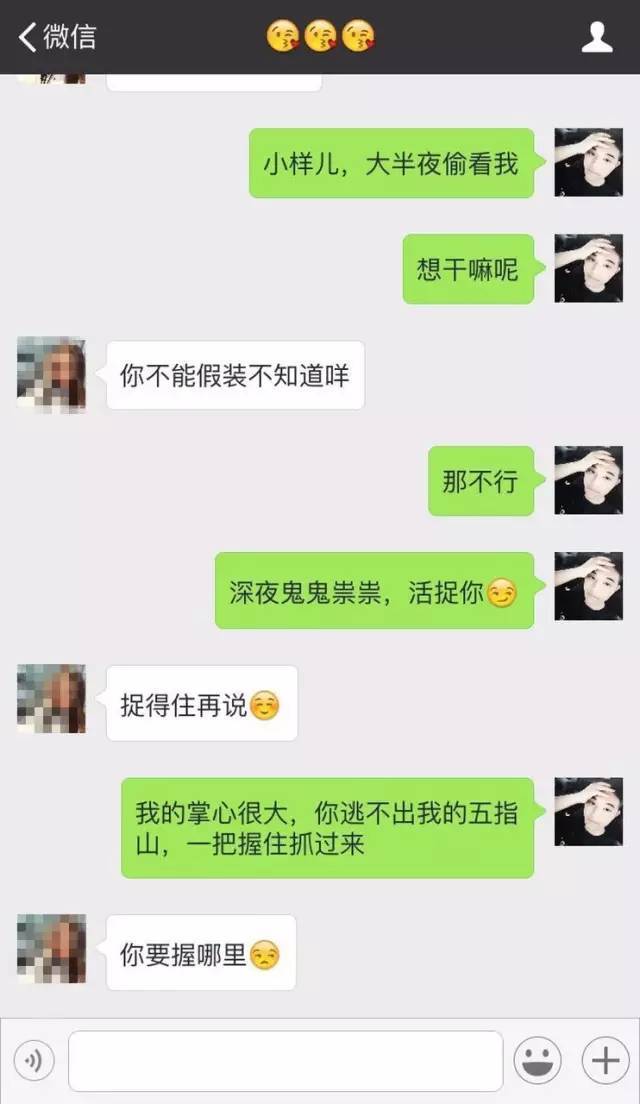 微信
小样儿，大半夜偷看我
想干嘛呢
你不能假装不知道咩
那不行
深夜鬼鬼祟祟，活捉你
捉得住再说
我的掌心很大，你逃不出我的五指
山，一把握住抓过来
你要握哪里